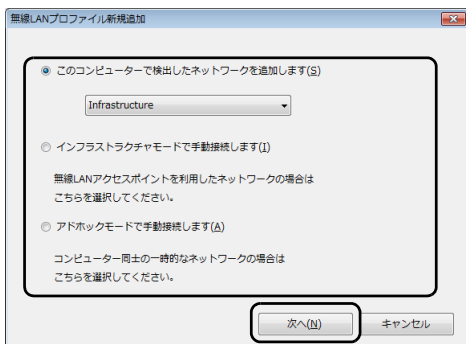 無線LANプロファイル新規追加
このコンピューターで検出したネットワークを追加します(S)
Infrastructure
インフラストラクチャモードで手動接続します(I)
無線LANアクセスポイントを利用したネットワークの場合は
こちらを選択してください。
アドホックモードで手動接続します(A)
コンピューター同士の一時的なネットワークの場合は
こちらを選択してください。
次へ(N) キャンセル